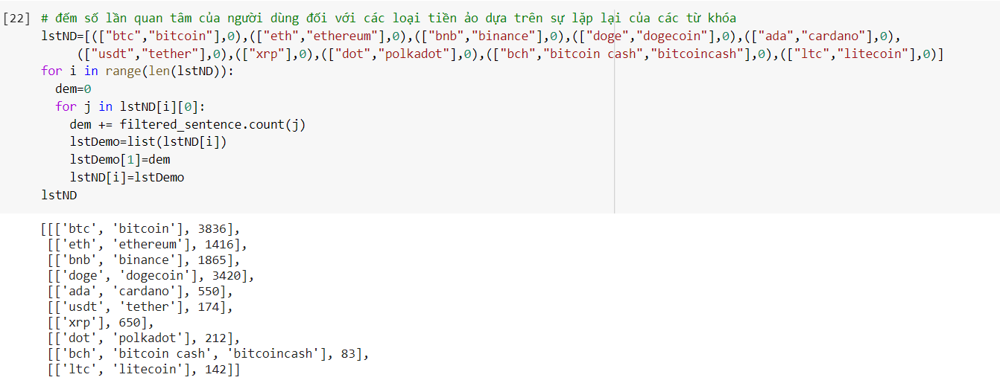 [22] # đếm số lần quan tâm của người dùng đối với các loại tiền ảo dựa trên sự lặp lại của các từ khóa
lstND=[(["btc","bitcoin"],0),(["eth","ethereum"],0),(["bnb","binance"],0),(["doge","dogecoin"],0),(["ada","cardano"],0),
(["usdt","tether"],0),(["xrp"],0),(["dot","polkadot"],0),(["bch","bitcoin cash","bitcoincash"],0),(["ltc","litecoin"],0)]
for i in range(len(lstND)):
dem=0
for j in lstND[i][0]:
dem += filtered_sentence.count(j)
lstDemo=list(lstND[i])
lstDemo[1]=dem
lstND[i]=lstDemo
lstND
[[['btc', 'bitcoin'], 3836],
[['eth', 'ethereum'], 1416],
[['bnb', 'binance'], 1865],
[['doge', 'dogecoin'], 3420],
[['ada', 'cardano'], 550],
[['usdt', 'tether'], 174],
[['xrp'], 650],
[['dot', 'polkadot'], 212],
[['bch', 'bitcoin cash', 'bitcoincash'], 83],
[['ltc', 'litecoin'], 142]]